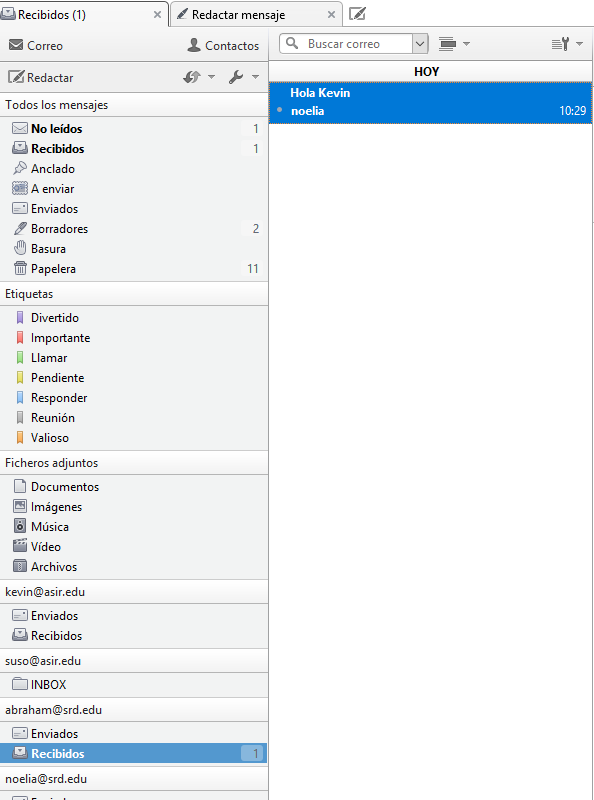 Recibidos (1)
Redactar mensaje
Correo
Contactos
Buscar correo
Redactar
HOY
Todos los mensajes
Hola Kevin
noelia 10:29
No leídos 1
Recibidos 1
Anclado
A enviar
Enviados
Borradores 2
Basura
Papelera 11
Etiquetas
Divertido
Importante
Llamar
Pendiente
Responder
Reunión
Valioso
Ficheros adjuntos
Documentos
Imágenes
Música
Vídeo
Archivos
kevin@asir.edu
Enviados
Recibidos
suso@asir.edu
INBOX
abraham@srd.edu
Enviados
Recibidos 1
noelia@srd.edu